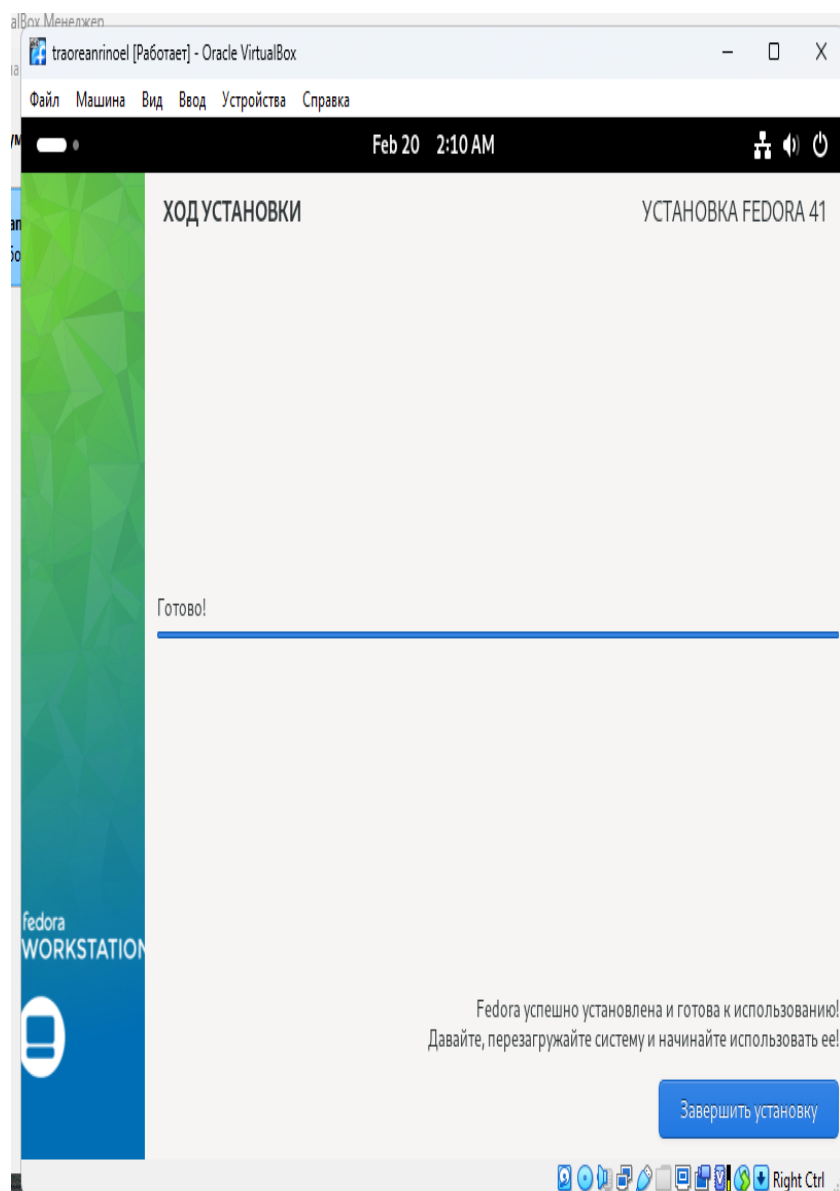 traoreanrinoel [Работает] - Oracle VirtualBox
Файл Машина Вид Ввод Устройства Справка
Feb 20 2:10 AM
ХОД УСТАНОВКИ
УСТАНОВКА FEDORA 41
Готово!
fedora
WORKSTATION
Fedora успешно установлена и готова к использованию!
Давайте, перезагружайте систему и начинайте использовать ее!
Завершить установку
Right Ctrl